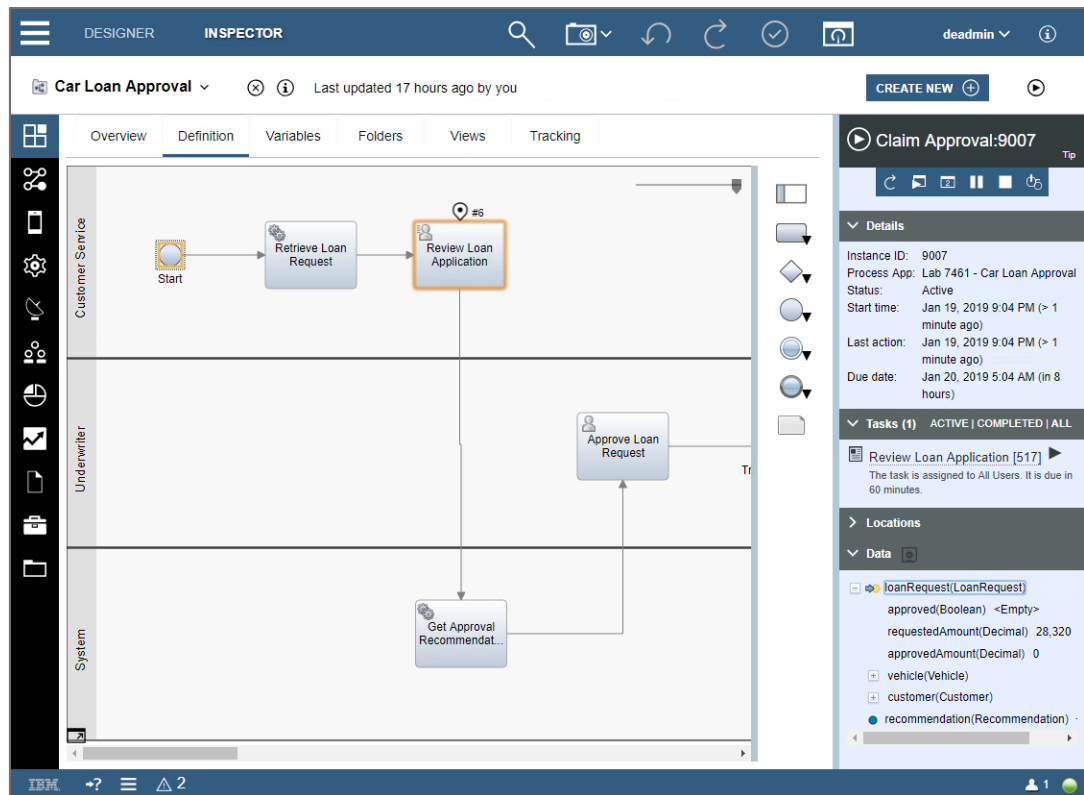 DESIGNER INSPECTOR deadmin
Car Loan Approval Last updated 17 hours ago by you CREATE NEW
Overview Definition Variables Folders Views Tracking
Customer Service
Start
Retrieve Loan
Request
#6
Review Loan
Application
Underwriter
Approve Loan
Request
Tr
System
Get Approval
Recommendat...
Claim Approval:9007
Tip
2
Details
Instance ID: 9007
Process App: Lab 7461 - Car Loan Approval
Status: Active
Start time: Jan 19, 2019 9:04 PM (> 1
minute ago)
Last action: Jan 19, 2019 9:04 PM (> 1
minute ago)
Due date: Jan 20, 2019 5:04 AM (in 8
hours)
Tasks (1) ACTIVE | COMPLETED | ALL
Review Loan Application [517]
The task is assigned to All Users. It is due in
60 minutes.
Locations
Data
loanRequest(LoanRequest)
approved(Boolean) <Empty>
requestedAmount(Decimal) 28,320
approvedAmount(Decimal) 0
vehicle(Vehicle)
customer(Customer)
recommendation(Recommendation)
IBM. 2 1